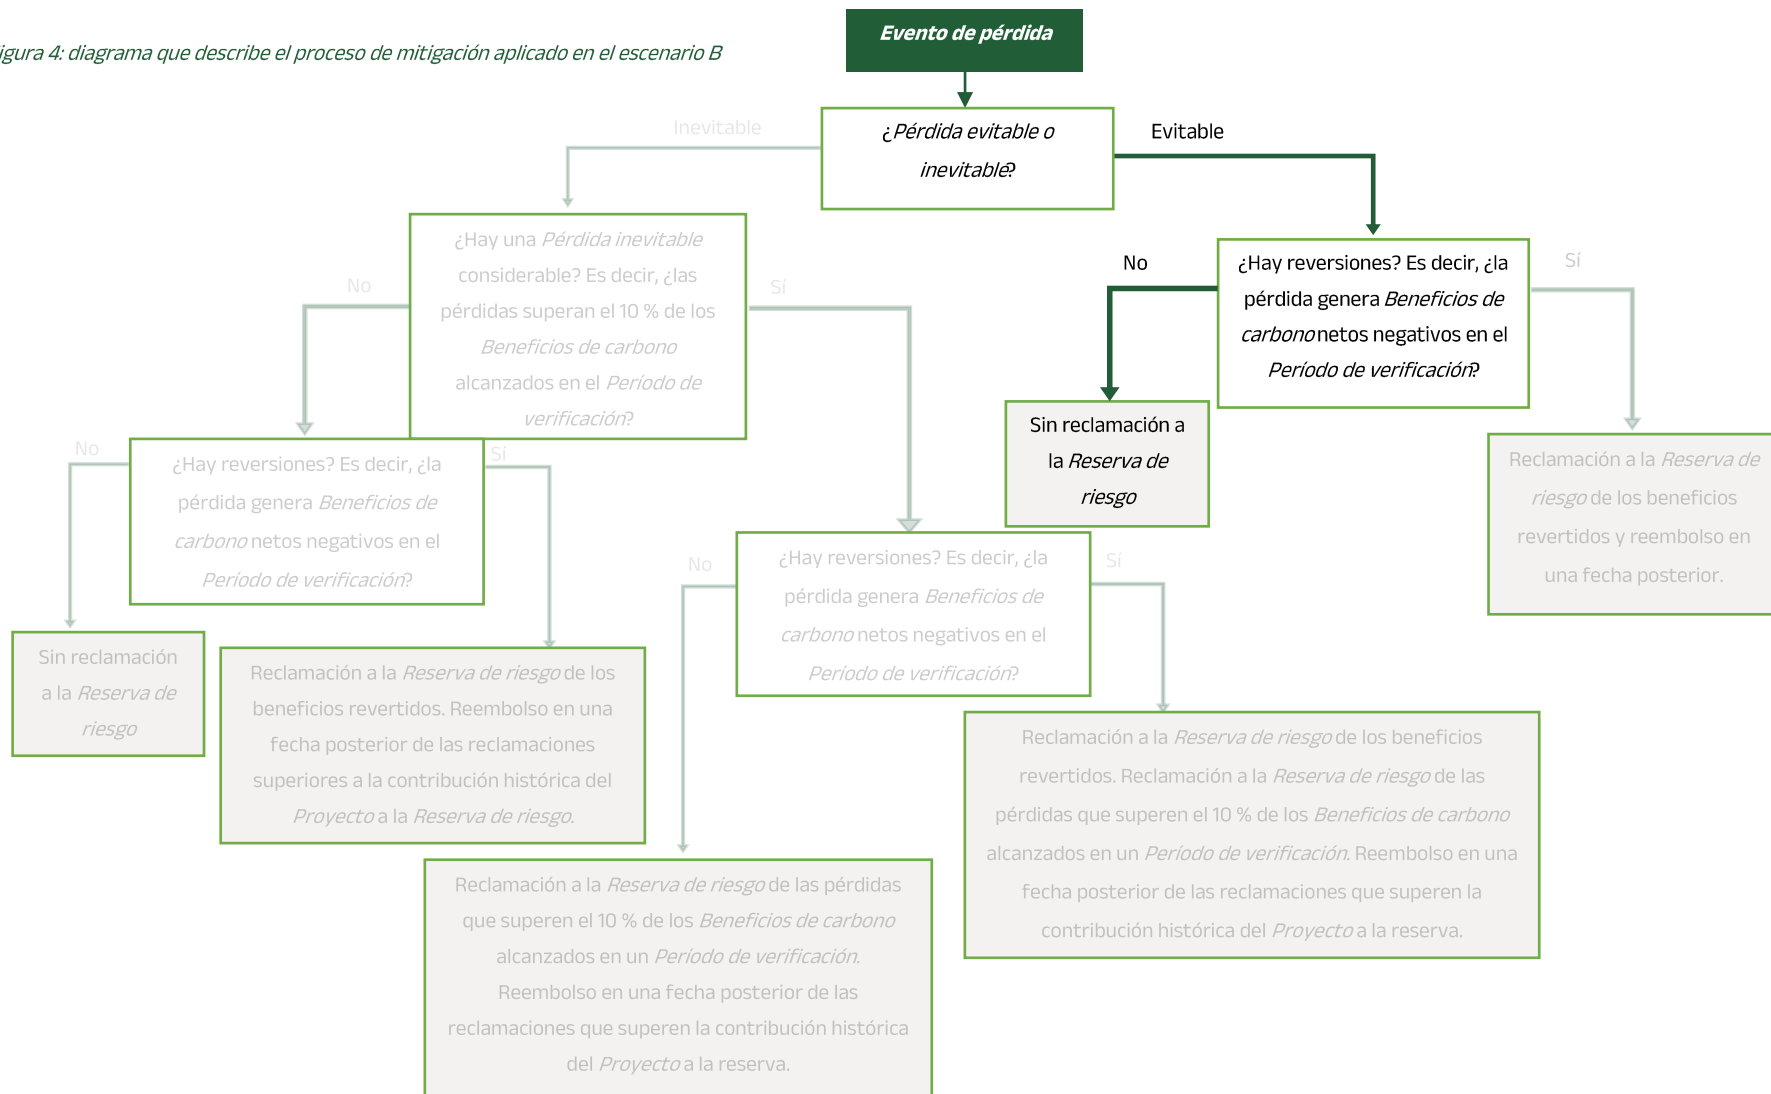 Evento de pérdida
igura 4: diagrama que describe el proceso de mitigación aplicado en el escenario B
Inevitable
¿Pérdida evitable o
inevitable?
Evitable
¿Hay una Pérdida inevitable
considerable? Es decir, ¿las
pérdidas superan el 10 % de los
Beneficios de carbono
alcanzados en el Período de
verificación?
No
Sí
No
¿Hay reversiones? Es decir, ¿la
pérdida genera Beneficios de
carbono netos negativos en el
Período de verificación?
Sí
Sin reclamación a
la Reserva de
riesgo
Reclamación a la Reserva de
riesgo de los beneficios
revertidos y reembolso en
una fecha posterior.
No
¿Hay reversiones? Es decir, ¿la
pérdida genera Beneficios de
carbono netos negativos en el
Período de verificación?
Sí
No
¿Hay reversiones? Es decir, ¿la
pérdida genera Beneficios de
carbono netos negativos en el
Período de verificación?
Sí
Sin reclamación
a la Reserva de
riesgo
Reclamación a la Reserva de riesgo de los
beneficios revertidos. Reembolso en una
fecha posterior de las reclamaciones
superiores a la contribución histórica del
Proyecto a la Reserva de riesgo.
Reclamación a la Reserva de riesgo de los beneficios
revertidos. Reclamación a la Reserva de riesgo de las
pérdidas que superen el 10 % de los Beneficios de carbono
alcanzados en un Período de verificación. Reembolso en una
fecha posterior de las reclamaciones que superen la
contribución histórica del Proyecto a la reserva.
Reclamación a la Reserva de riesgo de las pérdidas
que superen el 10 % de los Beneficios de carbono
alcanzados en un Período de verificación.
Reembolso en una fecha posterior de las
reclamaciones que superen la contribución histórica
del Proyecto a la reserva.